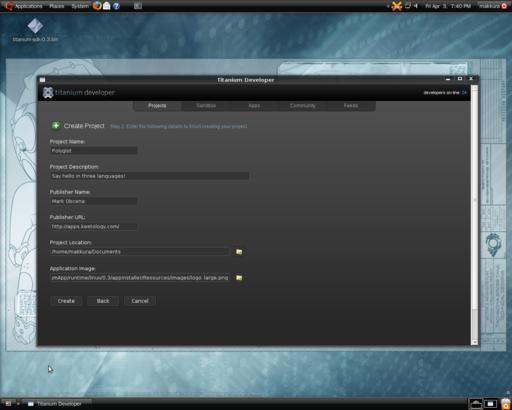 Applications Places System
Fri Apr 3, 7:40 PM makkura
titanium-sdk-0.3.bin
Titanium Developer
titanium developer
developers on-line: 24
Projects Sandbox Apps Community Feeds
Create Project Step 2: Enter the following details to finish creating your project
Project Name:
Polyglot
Project Description:
Say hello in three languages!
Publisher Name:
Mark Obcena
Publisher URL:
http://apps.keetology.com/
Project Location:
/home/makkura/Documents
Application Image:
mApp/runtime/linux/0.3/appinstaller/Resources/images/logo_large.png
Create Back Cancel
Titanium Developer